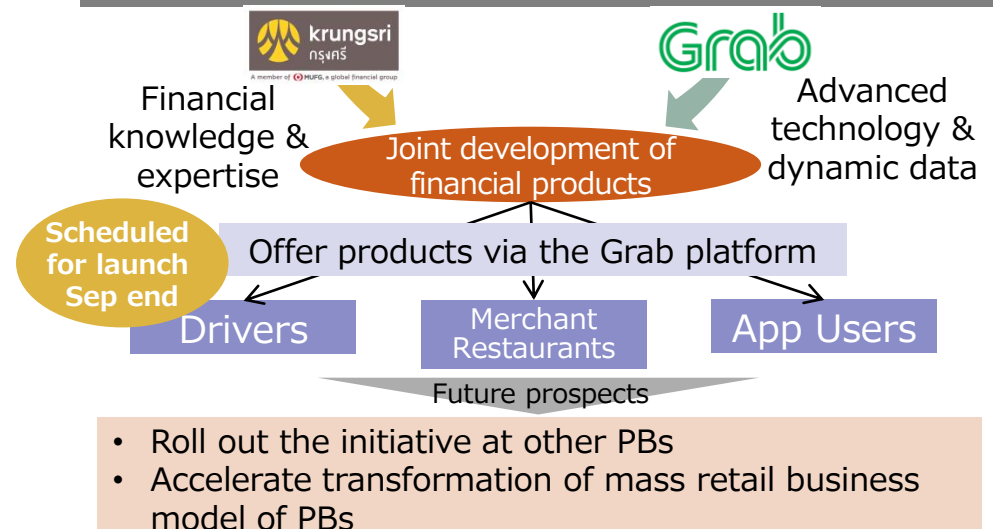 krungsri
กรุงศรี
A member of MUFG, a global financial group
Grab
Financial
knowledge &
expertise
Advanced
technology &
dynamic data
Joint development of
financial products
Scheduled
for launch
Sep end
Offer products via the Grab platform
Drivers
Merchant
Restaurants
App Users
Future prospects
• Roll out the initiative at other PBs
• Accelerate transformation of mass retail business
model of PBs